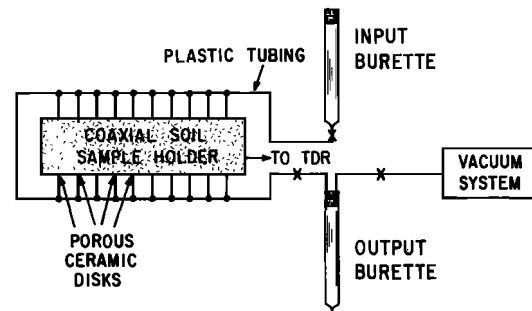 PLASTIC TUBING
INPUT
BURETTE
COAXIAL SOIL
SAMPLE HOLDER
TO TDR
VACUUM
SYSTEM
POROUS
CERAMIC
DISKS
OUTPUT
BURETTE